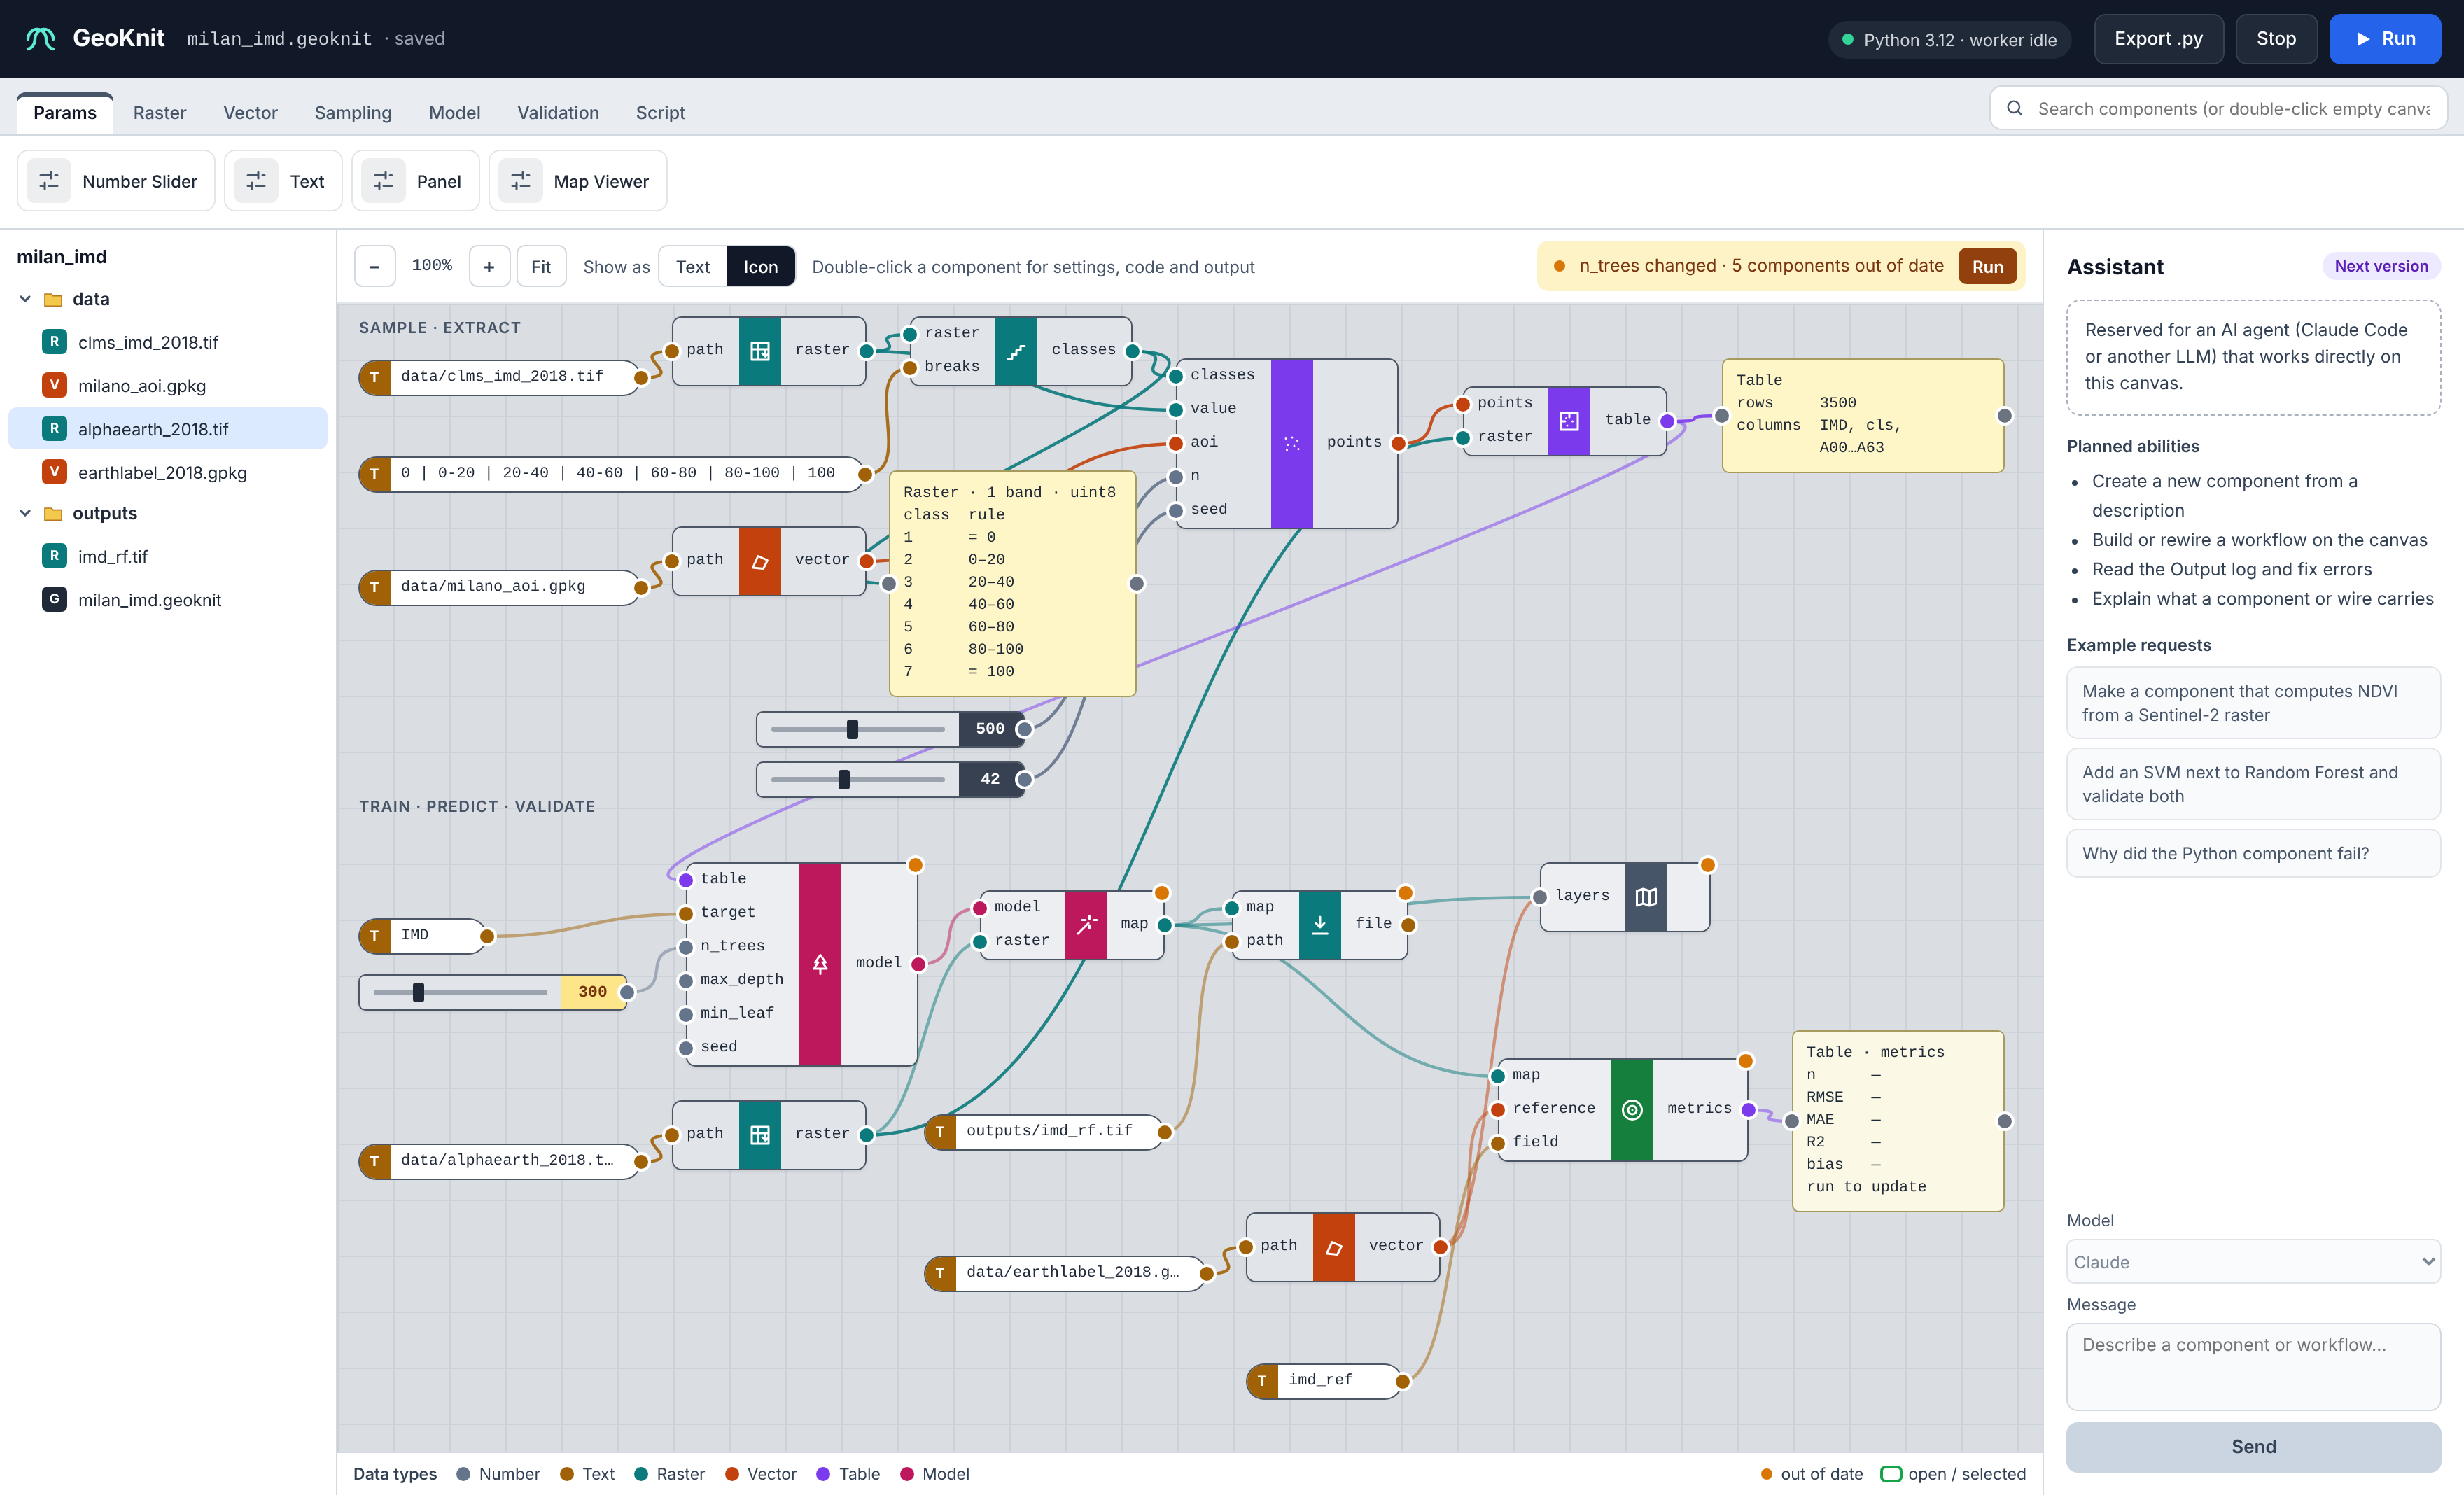 GeoKnit milan_imd.geoknit · saved
Python 3.12 · worker idle
Export .py
Stop
Run
Params
Raster
Vector
Sampling
Model
Validation
Script
Search components (or double-click empty canva
Number Slider
Text
Panel
Map Viewer
milan_imd
data
R clms_imd_2018.tif
V milano_aoi.gpkg
R alphaearth_2018.tif
V earthlabel_2018.gpkg
outputs
R imd_rf.tif
G milan_imd.geoknit
− 100% + Fit
Show as Text Icon
Double-click a component for settings, code and output
n_trees changed · 5 components out of date
Run
SAMPLE · EXTRACT
T data/clms_imd_2018.tif
path raster
raster
breaks
classes
T 0 | 0-20 | 20-40 | 40-60 | 60-80 | 80-100 | 100
T data/milano_aoi.gpkg
path vector
Raster · 1 band · uint8
class rule
1 = 0
2 0–20
3 20–40
4 40–60
5 60–80
6 80–100
7 = 100
classes
value
aoi
n
seed
points
points
raster
table
Table
rows 3500
columns IMD, cls,
A00…A63
500
42
TRAIN · PREDICT · VALIDATE
T IMD
300
table
target
n_trees
max_depth
min_leaf
seed
model
model
raster
map
map
path
file
layers
T data/alphaearth_2018.t…
path raster
T outputs/imd_rf.tif
map
reference
field
metrics
Table · metrics
n —
RMSE —
MAE —
R2 —
bias —
run to update
T data/earthlabel_2018.g…
path vector
T imd_ref
Data types Number Text Raster Vector Table Model
out of date open / selected
Assistant
Next version
Reserved for an AI agent (Claude Code
or another LLM) that works directly on
this canvas.
Planned abilities
• Create a new component from a
description
• Build or rewire a workflow on the canvas
• Read the Output log and fix errors
• Explain what a component or wire carries
Example requests
Make a component that computes NDVI
from a Sentinel-2 raster
Add an SVM next to Random Forest and
validate both
Why did the Python component fail?
Model
Claude
Message
Describe a component or workflow…
Send